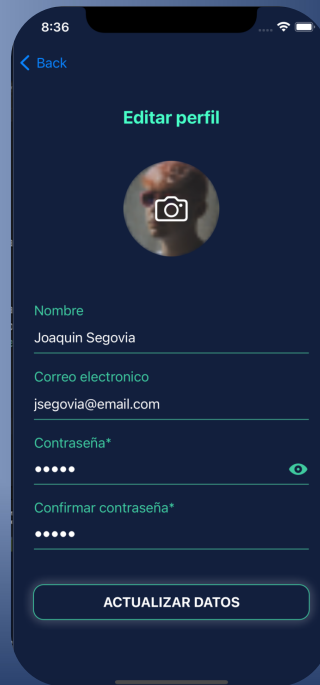 8:36
Back
Editar perfil
Nombre
Joaquin Segovia
Correo electronico
jsegovia@email.com
Contraseña*
•••••
Confirmar contraseña*
•••••
ACTUALIZAR DATOS